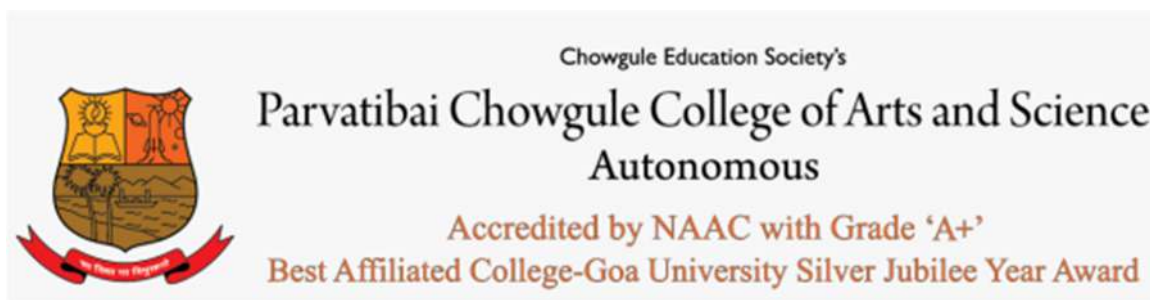 Chowgule Education Society's
Parvatibai Chowgule College of Arts and Science
Autonomous
Accredited by NAAC with Grade ‘A+’
Best Affiliated College-Goa University Silver Jubilee Year Award
सा विद्या या विमुक्तये